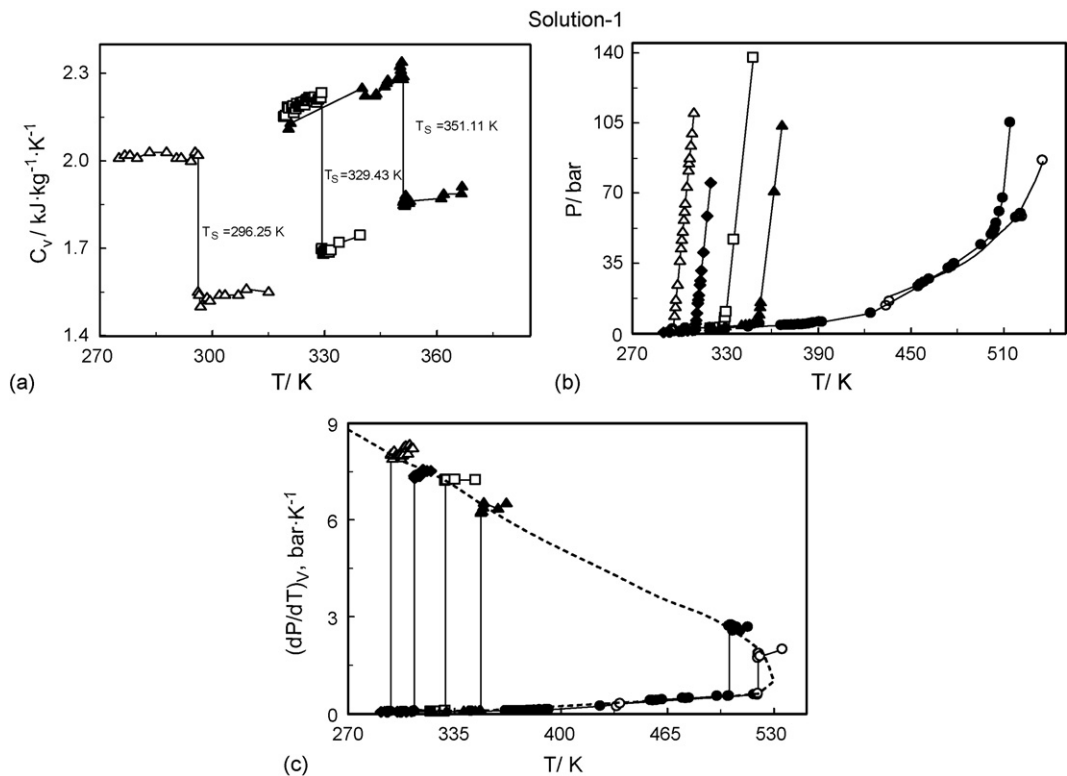 Solution-1
2.3
2.0
1.7
1.4
C_V / kJ·kg⁻¹·K⁻¹
T_S =351.11 K
T_S =329.43 K
T_S =296.25 K
270 300 330 360
(a) T/ K
140
105
70
35
0
P/ bar
270 330 390 450 510
(b) T/ K
9
6
3
0
(dP/dT)_V, bar·K⁻¹
270 335 400 465 530
(c) T/ K